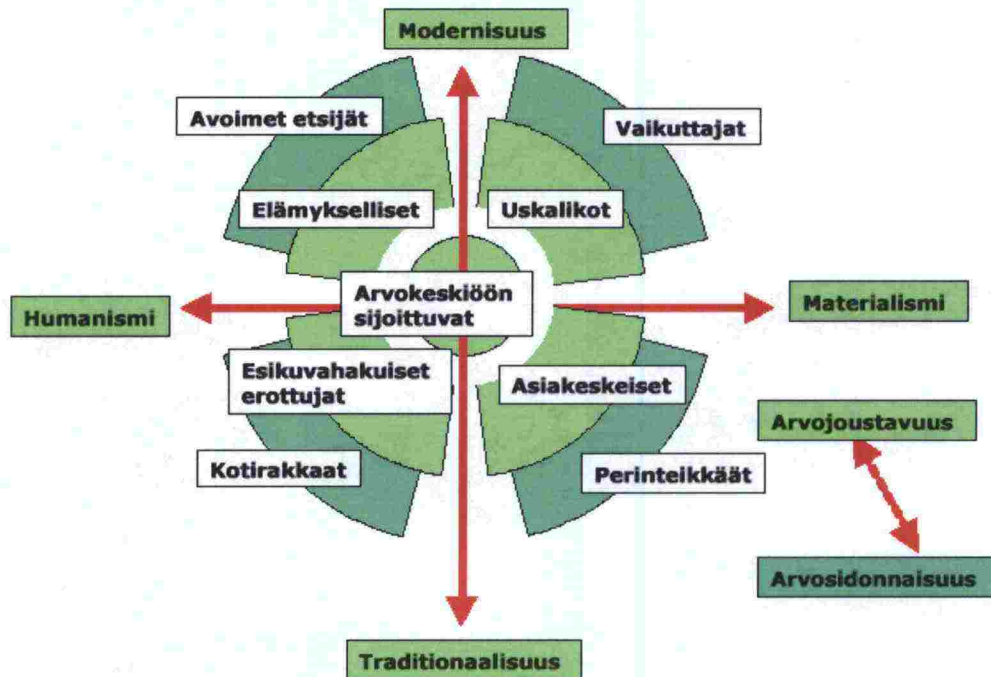 Modernisuus
Avoimet etsijät
Vaikuttajat
Elämykselliset
Uskalikot
Arvokeskiöön
sijoittuvat
Humanismi
Materialismi
Esikuvahakuiset
erottujat
Asiakeskeiset
Arvojoustavuus
Kotirakkaat
Perinteikkäät
Arvosidonnaisuus
Traditionaalisuus